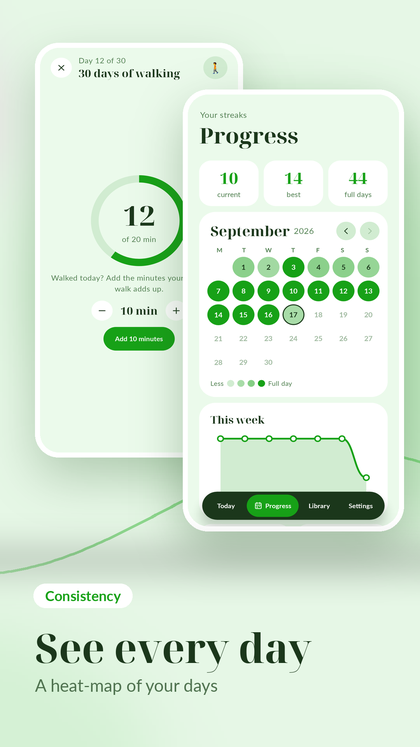 Day 12 of 30
30 days of walking
12
of 20 min
Walked today? Add the minutes your
walk adds up.
10 min
Add 10 minutes
Your streaks
Progress
10 14 44
current best full days
September 2026
M T W T F S S
1 2 3 4 5 6
7 8 9 10 11 12 13
14 15 16 17 18 19 20
21 22 23 24 25 26 27
28 29 30
Less Full day
This week
Today Progress Library Settings
Consistency
See every day
A heat-map of your days